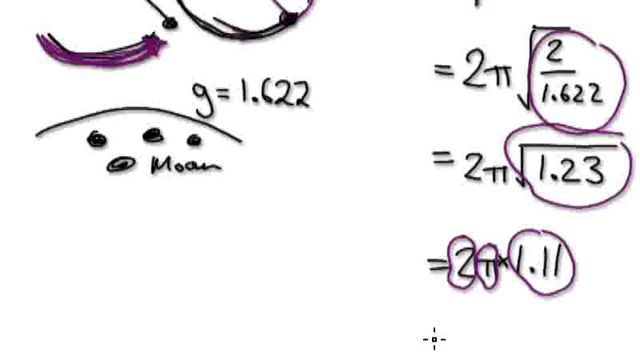 g = 1.622
Moon
= 2π√(2/1.622)
= 2π√1.23
= 2π × 1.11